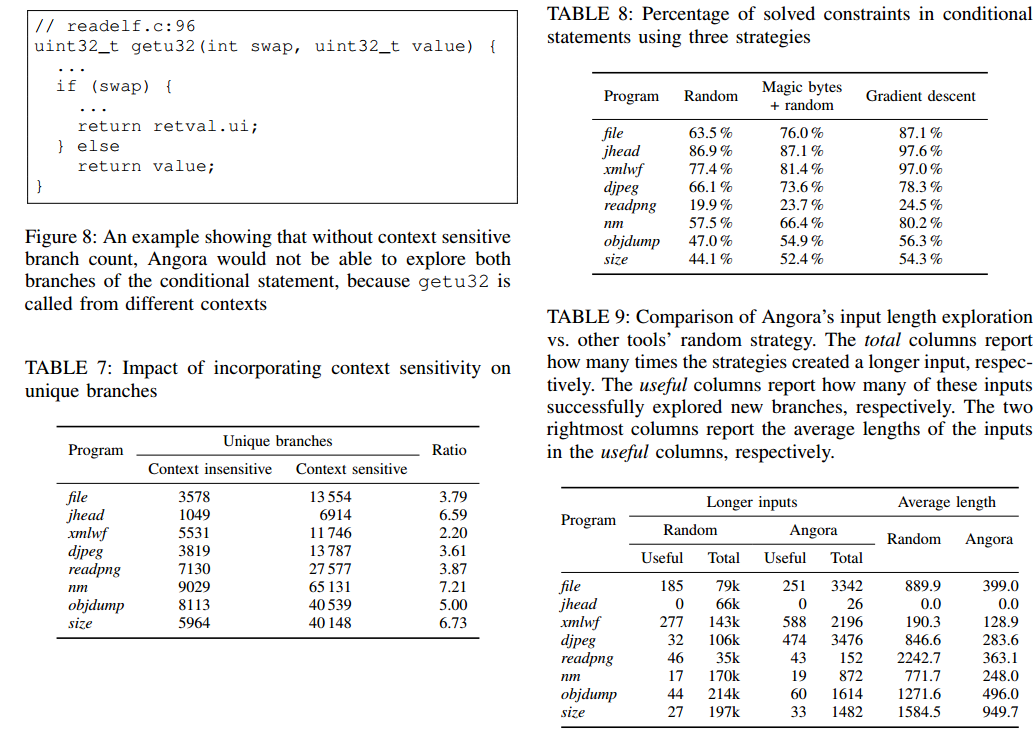 // readelf.c:96
uint32_t getu32(int swap, uint32_t value) {
...
if (swap) {
...
return retval.ui;
} else
return value;
}
Figure 8: An example showing that without context sensitive
branch count, Angora would not be able to explore both
branches of the conditional statement, because getu32 is
called from different contexts
TABLE 7: Impact of incorporating context sensitivity on
unique branches
Program Unique branches Ratio
Context insensitive Context sensitive
file 3578 13 554 3.79
jhead 1049 6914 6.59
xmlwf 5531 11 746 2.20
djpeg 3819 13 787 3.61
readpng 7130 27 577 3.87
nm 9029 65 131 7.21
objdump 8113 40 539 5.00
size 5964 40 148 6.73
TABLE 8: Percentage of solved constraints in conditional
statements using three strategies
Program Random Magic bytes + random Gradient descent
file 63.5 % 76.0 % 87.1 %
jhead 86.9 % 87.1 % 97.6 %
xmlwf 77.4 % 81.4 % 97.0 %
djpeg 66.1 % 73.6 % 78.3 %
readpng 19.9 % 23.7 % 24.5 %
nm 57.5 % 66.4 % 80.2 %
objdump 47.0 % 54.9 % 56.3 %
size 44.1 % 52.4 % 54.3 %
TABLE 9: Comparison of Angora's input length exploration
vs. other tools' random strategy. The total columns report
how many times the strategies created a longer input, respec-
tively. The useful columns report how many of these inputs
successfully explored new branches, respectively. The two
rightmost columns report the average lengths of the inputs
in the useful columns, respectively.
Program Longer inputs Average length
Random Angora Random Angora
Useful Total Useful Total
file 185 79k 251 3342 889.9 399.0
jhead 0 66k 0 26 0.0 0.0
xmlwf 277 143k 588 2196 190.3 128.9
djpeg 32 106k 474 3476 846.6 283.6
readpng 46 35k 43 152 2242.7 363.1
nm 17 170k 19 872 771.7 248.0
objdump 44 214k 60 1614 1271.6 496.0
size 27 197k 33 1482 1584.5 949.7